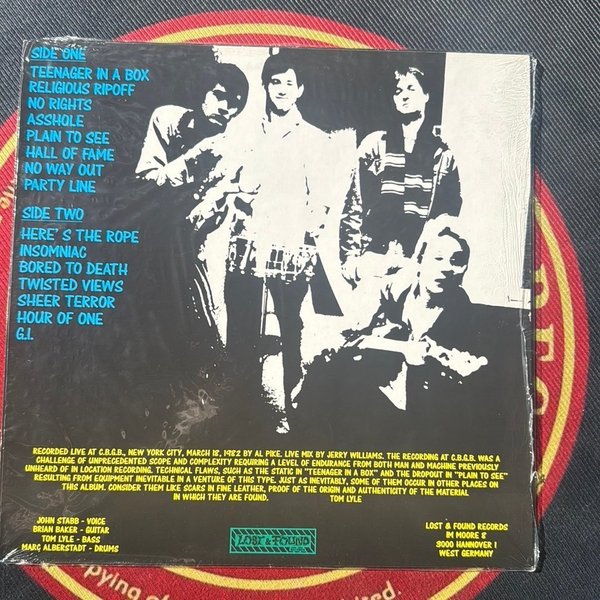 SIDE ONE
TEENAGER IN A BOX
RELIGIOUS RIPOFF
NO RIGHTS
ASSHOLE
PLAIN TO SEE
HALL OF FAME
NO WAY OUT
PARTY LINE
SIDE TWO
HERE'S THE ROPE
INSOMNIAC
BORED TO DEATH
TWISTED VIEWS
SHEER TERROR
HOUR OF ONE
G.I.
RECORDED LIVE AT C.B.G.B., NEW YORK CITY, MARCH 18, 1982 BY AL PIKE. LIVE MIX BY JERRY WILLIAMS. THE RECORDING AT C.B.G.B. WAS A
CHALLENGE OF UNPRECEDENTED SCOPE AND COMPLEXITY REQUIRING A LEVEL OF ENDURANCE FROM BOTH MAN AND MACHINE PREVIOUSLY
UNHEARD OF IN LOCATION RECORDING. TECHNICAL FLAWS, SUCH AS THE STATIC IN "TEENAGER IN A BOX" AND THE DROPOUT IN "PLAIN TO SEE"
RESULTING FROM EQUIPMENT INEVITABLE IN A VENTURE OF THIS TYPE. JUST AS INEVITABLY, SOME OF THEM OCCUR IN OTHER PLACES ON
THIS ALBUM. CONSIDER THEM LIKE SCARS IN FINE LEATHER, PROOF OF THE ORIGIN AND AUTHENTICITY OF THE MATERIAL
IN WHICH THEY ARE FOUND. TOM LYLE
JOHN STABB - VOICE
BRIAN BAKER - GUITAR
TOM LYLE - BASS
MARC ALBERSTADT - DRUMS
LOST & FOUND
LOST & FOUND RECORDS
IM MOORE 8
3000 HANNOVER 1
WEST GERMANY
pying o